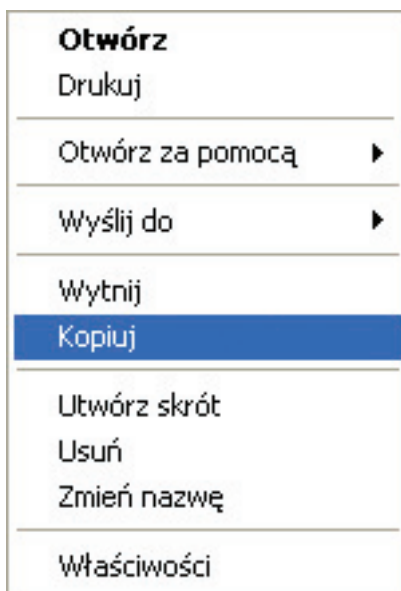 Otwórz
Drukuj
Otwórz za pomocą
Wyślij do
Wytnij
Kopiuj
Utwórz skrót
Usuń
Zmień nazwę
Właściwości